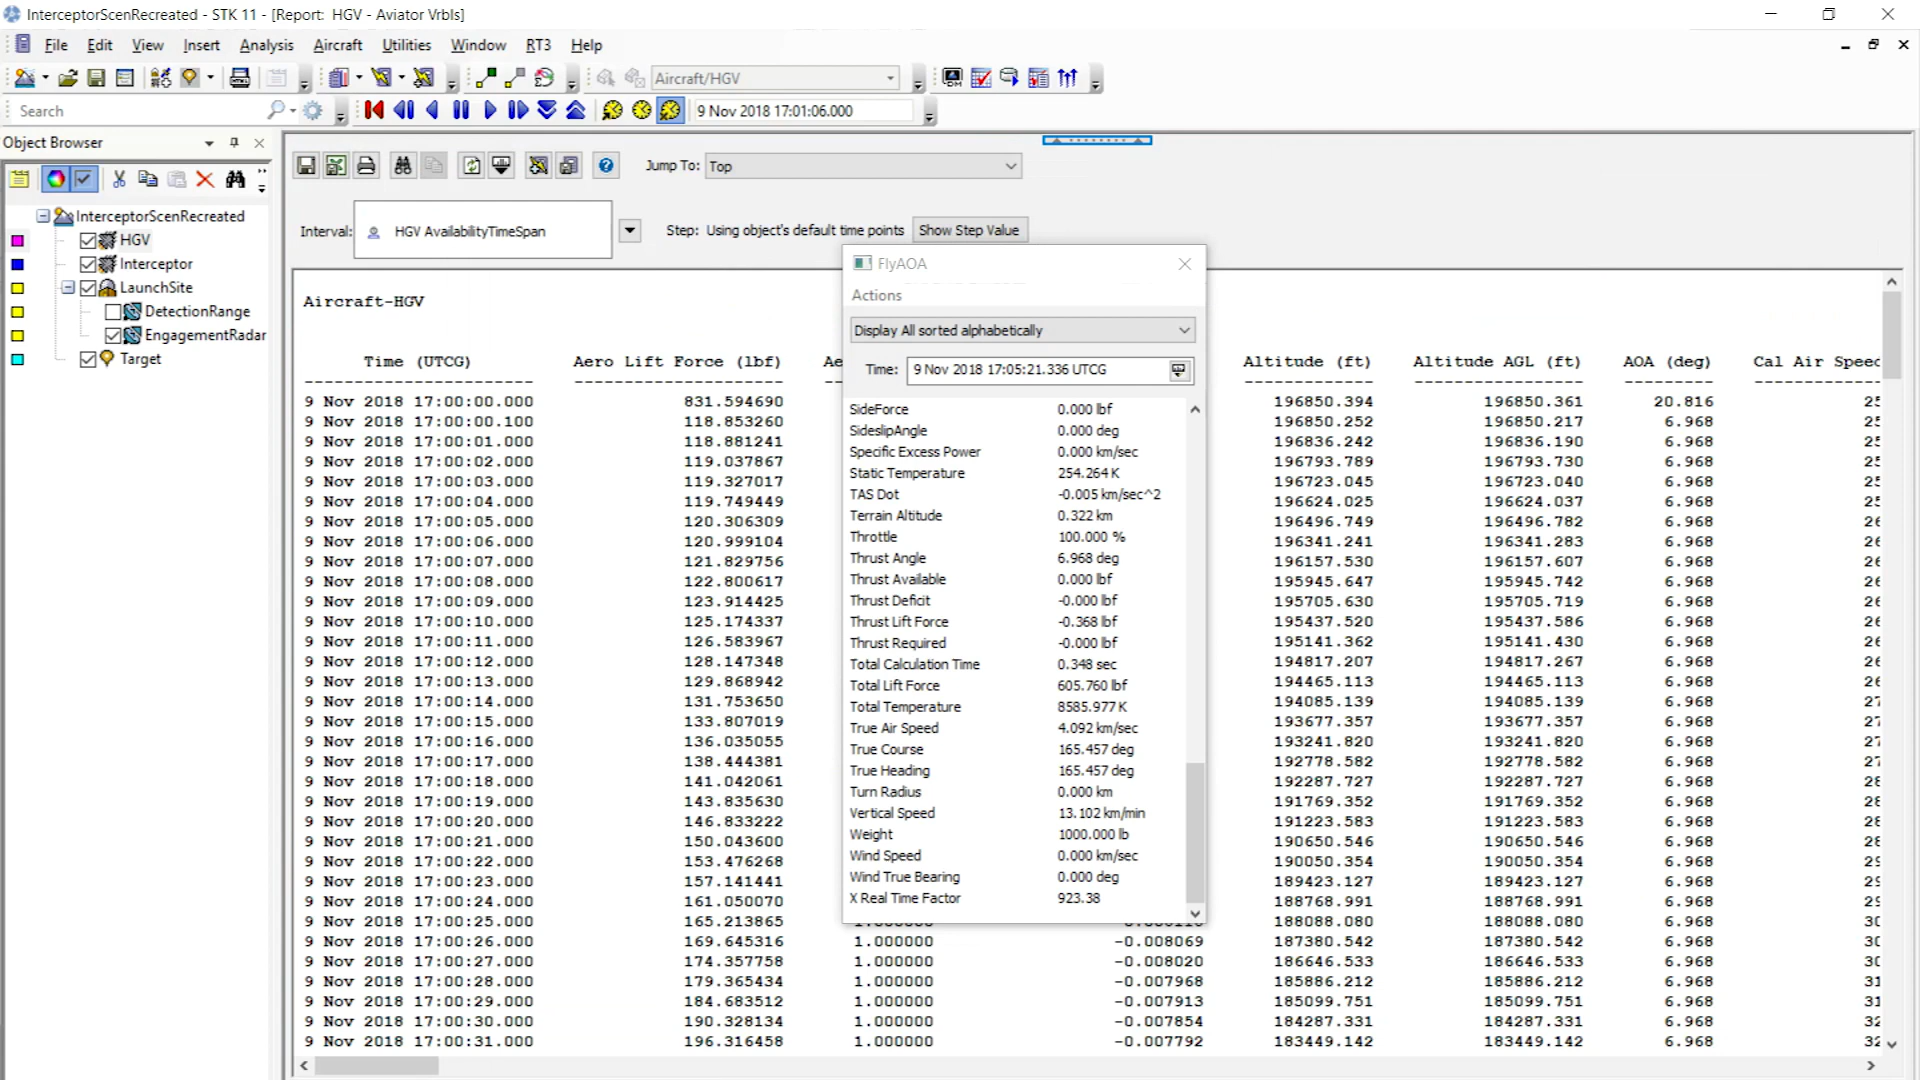 InterceptorScenRecreated - STK 11 - [Report: HGV - Aviator Vrbls]
File Edit View Insert Analysis Aircraft Utilities Window RT3 Help
Aircraft/HGV
Search 9 Nov 2018 17:01:06.000
Object Browser
InterceptorScenRecreated
HGV
Interceptor
LaunchSite
DetectionRange
EngagementRadar
Target
Jump To: Top
Interval: HGV AvailabilityTimeSpan Step: Using object's default time points Show Step Value
Aircraft-HGV
Time (UTCG) Aero Lift Force (lbf) Ae Altitude (ft) Altitude AGL (ft) AOA (deg) Cal Air Speed
9 Nov 2018 17:00:00.000 831.594690 196850.394 196850.361 20.816 25
9 Nov 2018 17:00:00.100 118.853260 196850.252 196850.217 6.968 25
9 Nov 2018 17:00:01.000 118.881241 196836.242 196836.190 6.968 25
9 Nov 2018 17:00:02.000 119.037867 196793.789 196793.730 6.968 25
9 Nov 2018 17:00:03.000 119.327017 196723.045 196723.040 6.968 25
9 Nov 2018 17:00:04.000 119.749449 196624.025 196624.037 6.968 25
9 Nov 2018 17:00:05.000 120.306309 196496.749 196496.782 6.968 26
9 Nov 2018 17:00:06.000 120.999104 196341.241 196341.283 6.968 26
9 Nov 2018 17:00:07.000 121.829756 196157.530 196157.607 6.968 26
9 Nov 2018 17:00:08.000 122.800617 195945.647 195945.742 6.968 26
9 Nov 2018 17:00:09.000 123.914425 195705.630 195705.719 6.968 26
9 Nov 2018 17:00:10.000 125.174337 195437.520 195437.586 6.968 26
9 Nov 2018 17:00:11.000 126.583967 195141.362 195141.430 6.968 26
9 Nov 2018 17:00:12.000 128.147348 194817.207 194817.267 6.968 26
9 Nov 2018 17:00:13.000 129.868942 194465.113 194465.113 6.968 26
9 Nov 2018 17:00:14.000 131.753650 194085.139 194085.139 6.968 27
9 Nov 2018 17:00:15.000 133.807019 193677.357 193677.357 6.968 27
9 Nov 2018 17:00:16.000 136.035055 193241.820 193241.820 6.968 27
9 Nov 2018 17:00:17.000 138.444381 192778.582 192778.582 6.968 27
9 Nov 2018 17:00:18.000 141.042061 192287.727 192287.727 6.968 28
9 Nov 2018 17:00:19.000 143.835630 191769.352 191769.352 6.968 28
9 Nov 2018 17:00:20.000 146.833222 191223.583 191223.583 6.968 28
9 Nov 2018 17:00:21.000 150.043600 190650.546 190650.546 6.968 28
9 Nov 2018 17:00:22.000 153.476268 190050.354 190050.354 6.968 29
9 Nov 2018 17:00:23.000 157.141441 189423.127 189423.127 6.968 29
9 Nov 2018 17:00:24.000 161.050070 188768.991 188768.991 6.968 29
9 Nov 2018 17:00:25.000 165.213865 188088.080 188088.080 6.968 30
9 Nov 2018 17:00:26.000 169.645316 1.000000 -0.008069 187380.542 187380.542 6.968 30
9 Nov 2018 17:00:27.000 174.357758 1.000000 -0.008020 186646.533 186646.533 6.968 30
9 Nov 2018 17:00:28.000 179.365434 1.000000 -0.007968 185886.212 185886.212 6.968 31
9 Nov 2018 17:00:29.000 184.683512 1.000000 -0.007913 185099.751 185099.751 6.968 31
9 Nov 2018 17:00:30.000 190.328134 1.000000 -0.007854 184287.331 184287.331 6.968 32
9 Nov 2018 17:00:31.000 196.316458 1.000000 -0.007792 183449.142 183449.142 6.968 32
FlyAOA
Actions
Display All sorted alphabetically
Time: 9 Nov 2018 17:05:21.336 UTCG
SideForce 0.000 lbf
SideslipAngle 0.000 deg
Specific Excess Power 0.000 km/sec
Static Temperature 254.264 K
TAS Dot -0.005 km/sec^2
Terrain Altitude 0.322 km
Throttle 100.000 %
Thrust Angle 6.968 deg
Thrust Available 0.000 lbf
Thrust Deficit -0.000 lbf
Thrust Lift Force -0.368 lbf
Thrust Required -0.000 lbf
Total Calculation Time 0.348 sec
Total Lift Force 605.760 lbf
Total Temperature 8585.977 K
True Air Speed 4.092 km/sec
True Course 165.457 deg
True Heading 165.457 deg
Turn Radius 0.000 km
Vertical Speed 13.102 km/min
Weight 1000.000 lb
Wind Speed 0.000 km/sec
Wind True Bearing 0.000 deg
X Real Time Factor 923.38